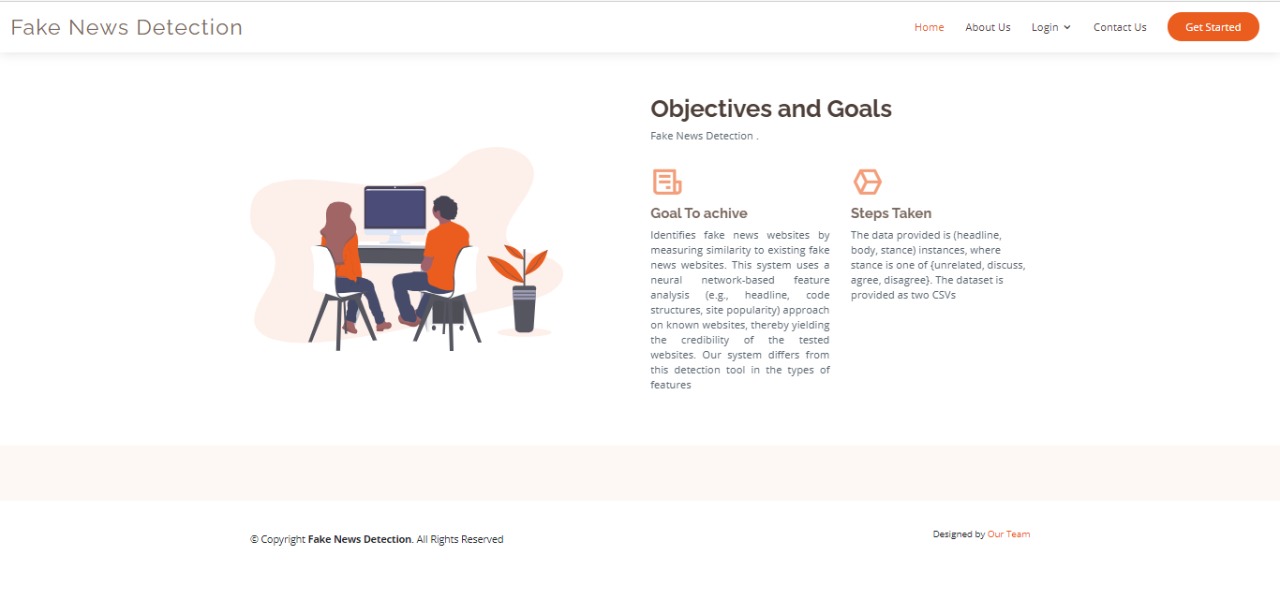 Fake News Detection
Home About Us Login Contact Us Get Started
Objectives and Goals
Fake News Detection .
Goal To achive
Identifies fake news websites by
measuring similarity to existing fake
news websites. This system uses a
neural network-based feature
analysis (e.g., headline, code
structures, site popularity) approach
on known websites, thereby yielding
the credibility of the tested
websites. Our system differs from
this detection tool in the types of
features
Steps Taken
The data provided is (headline,
body, stance) instances, where
stance is one of {unrelated, discuss,
agree, disagree}. The dataset is
provided as two CSVs
© Copyright Fake News Detection. All Rights Reserved
Designed by Our Team